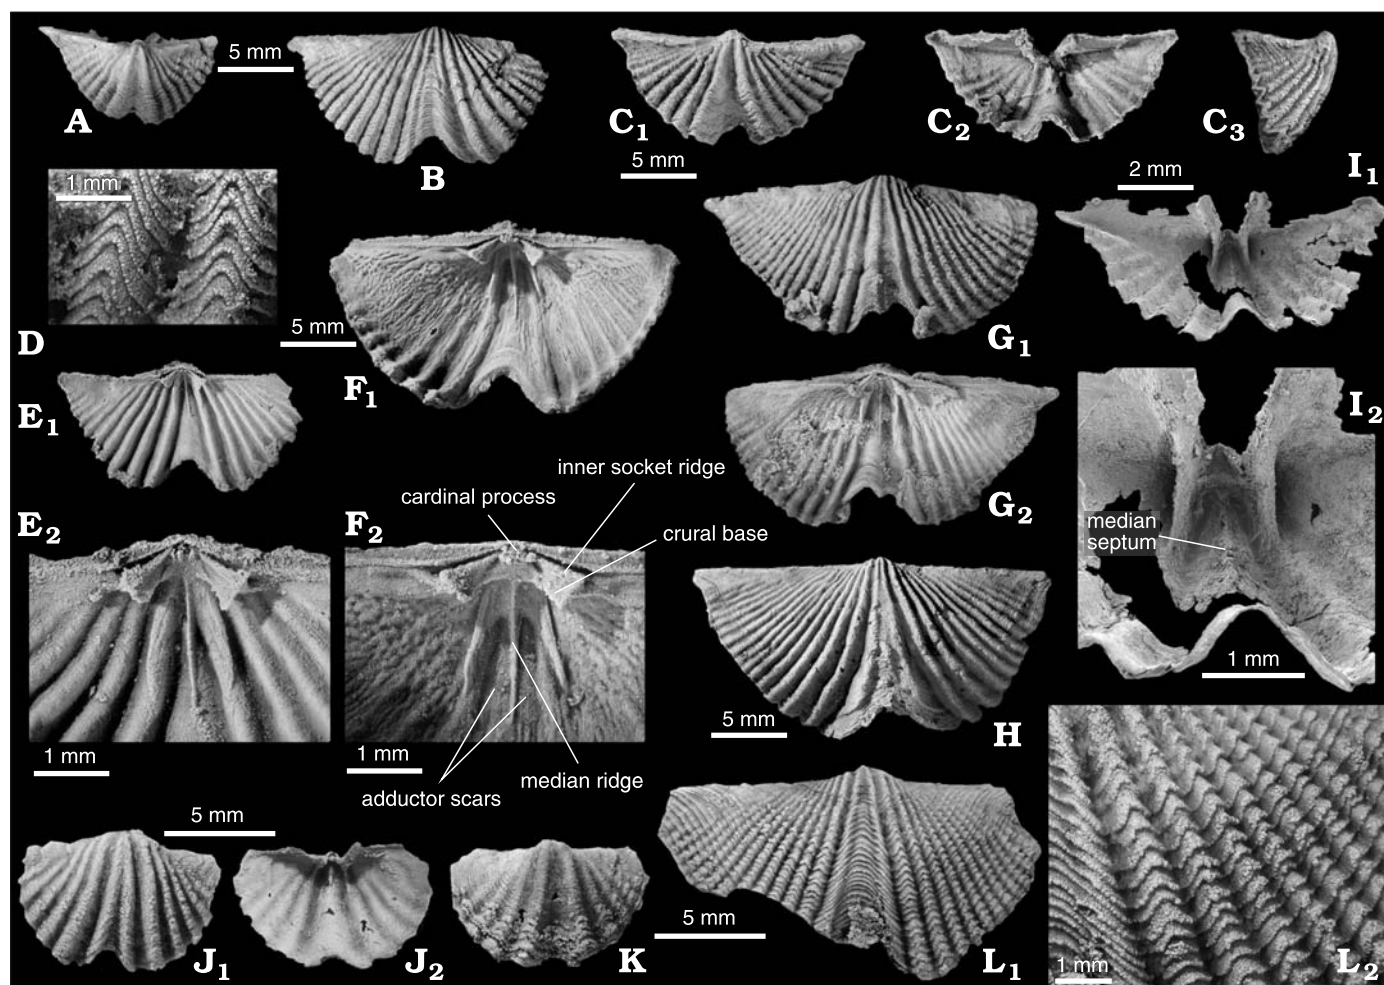 A
5 mm
B
C1
5 mm
C2
C3
I1
2 mm
1 mm
D
5 mm
F1
G1
E1
I2
G2
inner socket ridge
cardinal process
crural base
E2
F2
median
septum
1 mm
1 mm
1 mm
adductor scars
median ridge
5 mm
H
5 mm
J1
J2
K
5 mm
L1
1 mm
L2